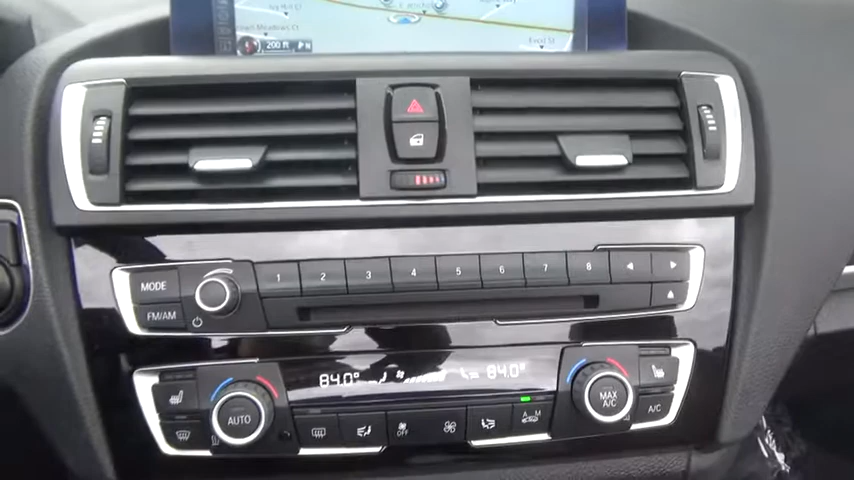 200 ft
MODE
1 2 3 4 5 6 7 8
FM/AM
84.0°
84.0°
AUTO
MAX
A/C
OFF
A M
A/C